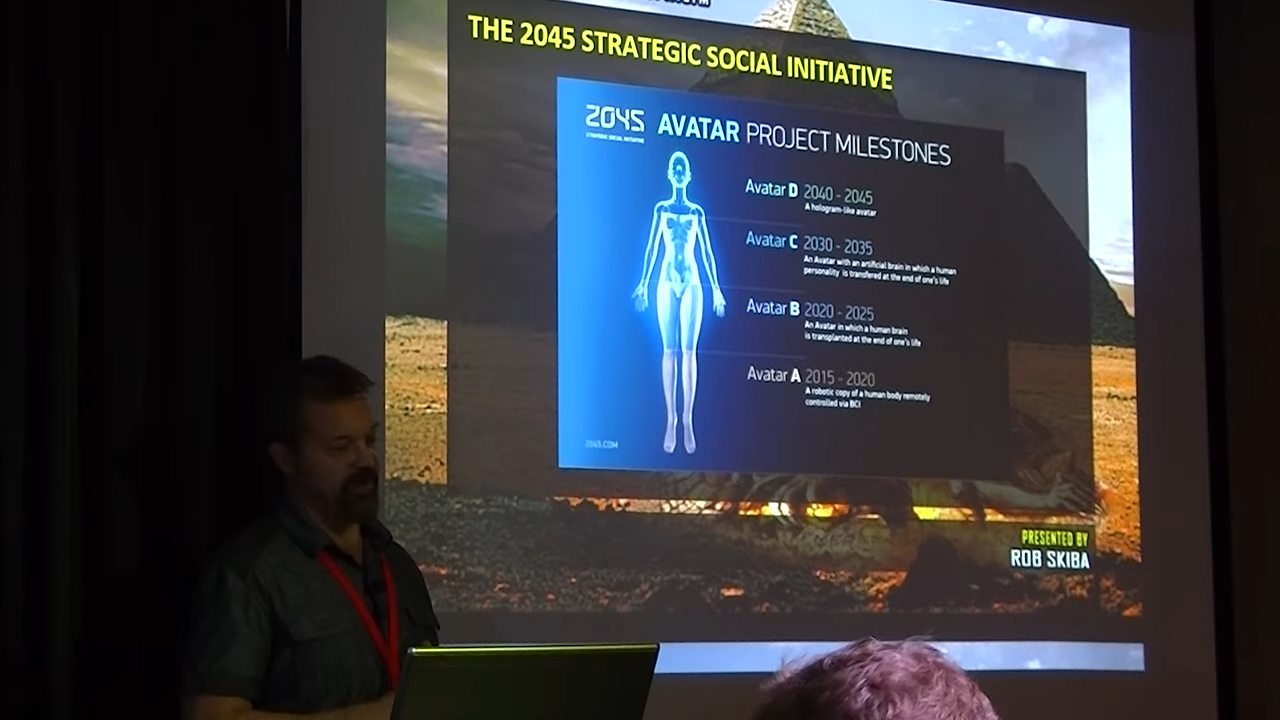 THE 2045 STRATEGIC SOCIAL INITIATIVE
2045
STRATEGIC SOCIAL INITIATIVE
AVATAR PROJECT MILESTONES
Avatar D 2040 - 2045
A hologram-like avatar
Avatar C 2030 - 2035
An Avatar with an artificial brain in which a human
personality is transfered at the end of one's life
Avatar B 2020 - 2025
An Avatar in which a human brain
is transplanted at the end of one's life
Avatar A 2015 - 2020
A robotic copy of a human body remotely
controlled via BCI
2045.COM
PRESENTED BY
ROB SKIBA